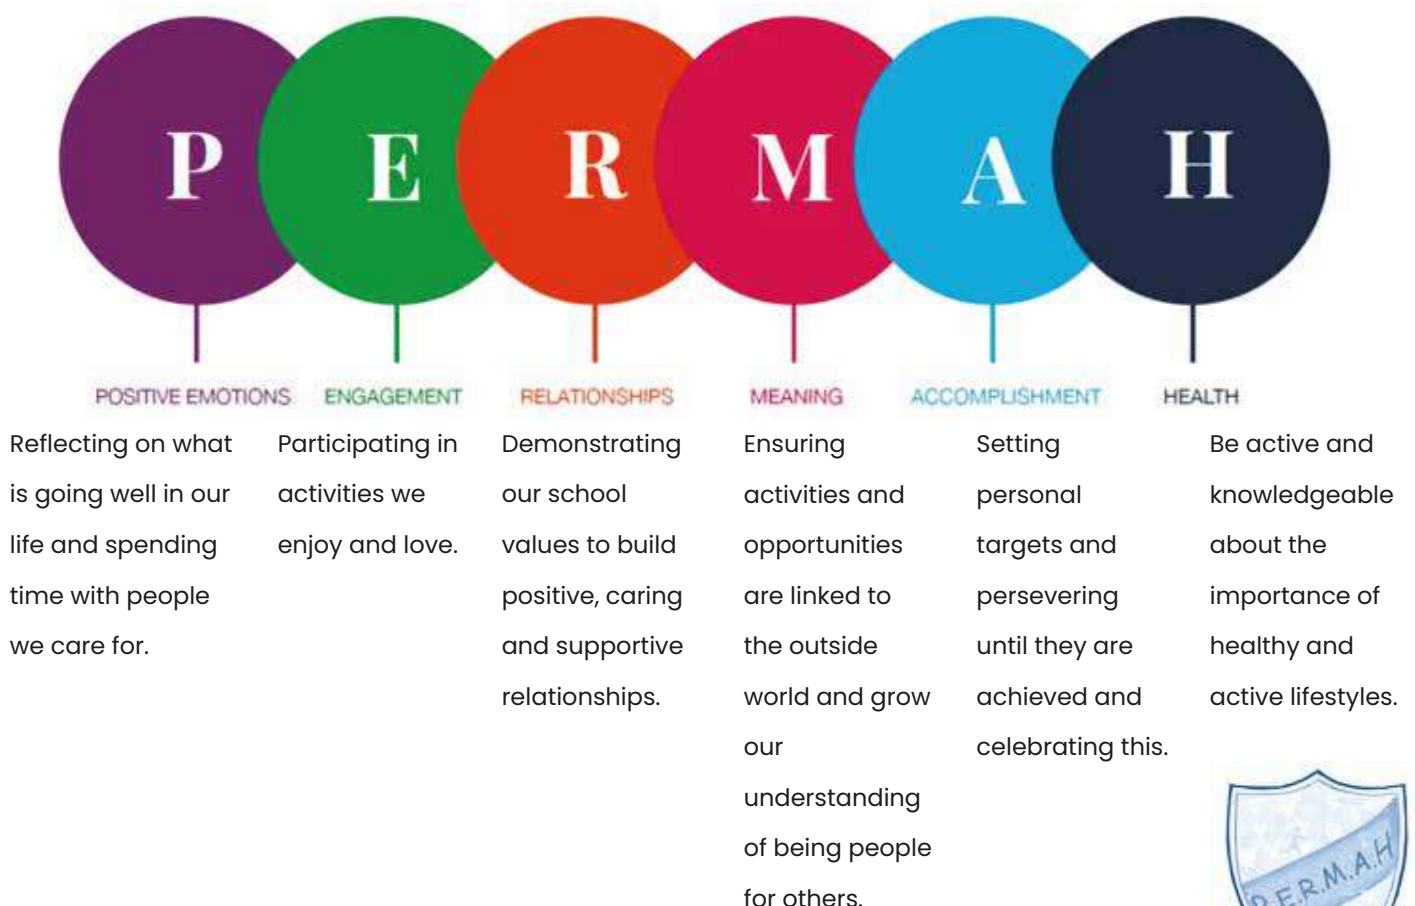 P E R M A H
POSITIVE EMOTIONS
ENGAGEMENT
RELATIONSHIPS
MEANING
ACCOMPLISHMENT
HEALTH
Reflecting on what
is going well in our
life and spending
time with people
we care for.
Participating in
activities we
enjoy and love.
Demonstrating
our school
values to build
positive, caring
and supportive
relationships.
Ensuring
activities and
opportunities
are linked to
the outside
world and grow
our
understanding
of being people
for others.
Setting
personal
targets and
persevering
until they are
achieved and
celebrating this.
Be active and
knowledgeable
about the
importance of
healthy and
active lifestyles.
P.E.R.M.A.H